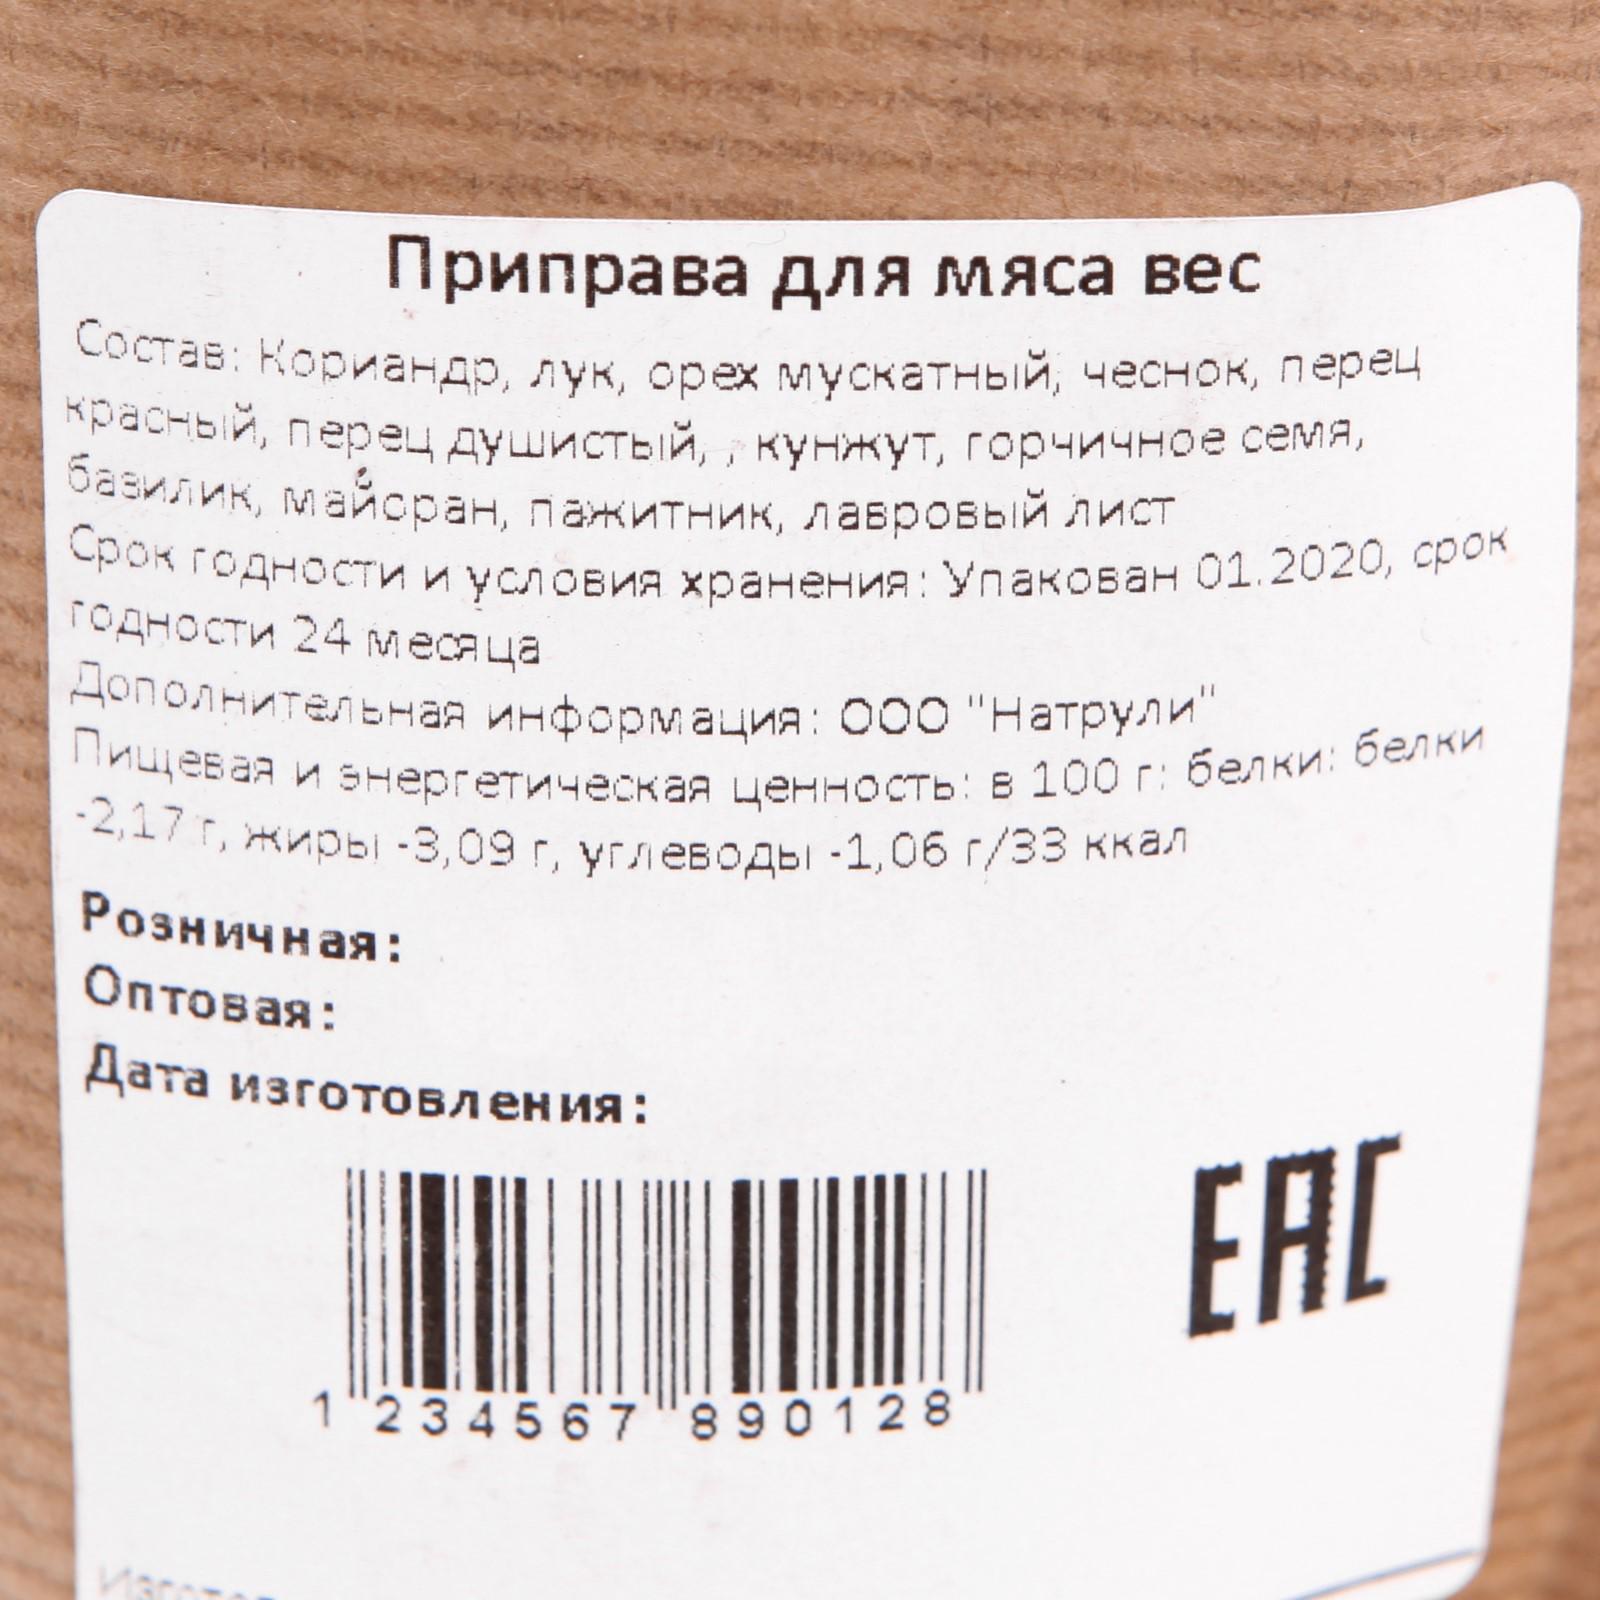 Приправа для мяса вес
Состав: Кориандр, лук, орех мускатный, чеснок, перец
красный, перец душистый, , кунжут, горчичное семя,
базилик, майоран, пажитник, лавровый лист
Срок годности и условия хранения: Упакован 01.2020, срок
годности 24 месяца
Дополнительная информация: ООО "Натрули"
Пищевая и энергетическая ценность: в 100 г: белки: белки
-2,17 г, жиры -3,09 г, углеводы -1,06 г/33 ккал
Розничная:
Оптовая:
Дата изготовления:
EAC
1 234567 890128